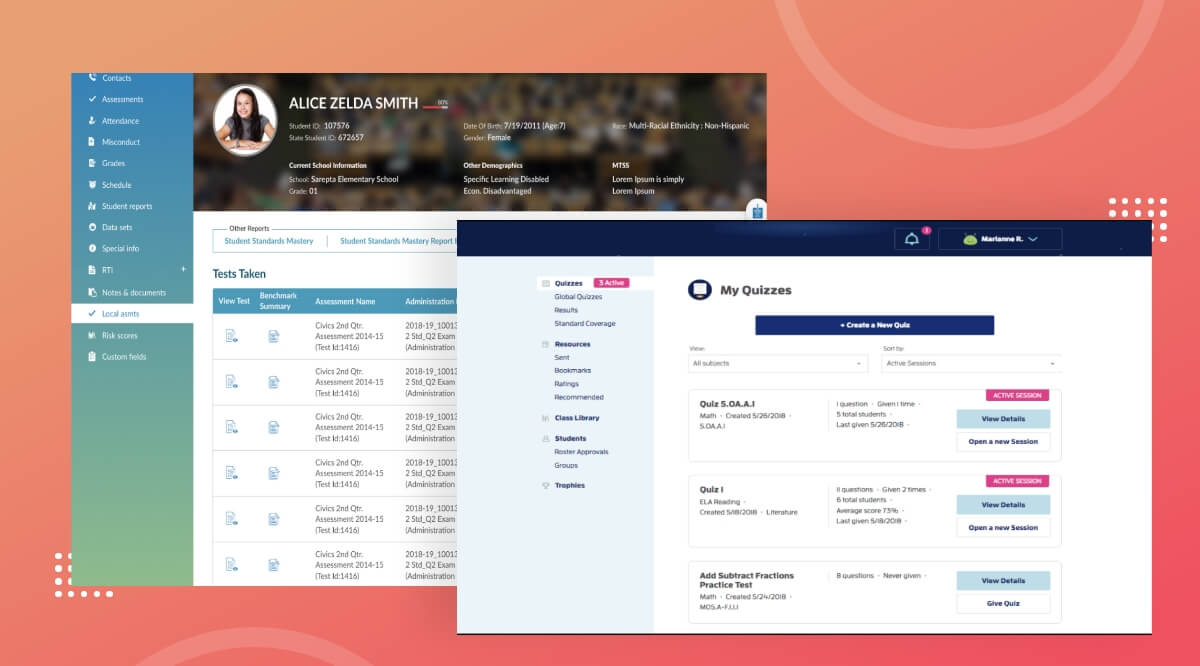 Contacts
Assessments
Attendance
Misconduct
Grades
Schedule
Student reports
Data sets
Special info
RTI +
Notes & documents
Local asmts
Risk scores
Custom fields
ALICE ZELDA SMITH 60%
Student ID: 107576
State Student ID: 672657
Date Of Birth: 7/19/2011 (Age:7)
Gender: Female
Race: Multi-Racial Ethnicity : Non-Hispanic
Current School Information
School: Sarepta Elementary School
Grade: 01
Other Demographics
Specific Learning Disabled
Econ. Disadvantaged
MTSS
Lorem Ipsum is simply
Lorem Ipsum
Other Reports
Student Standards Mastery
Student Standards Mastery Report
Tests Taken
View Test
Benchmark
Summary
Assessment Name
Administration
Civics 2nd Qtr. 2018-19_10013
Assessment 2014-15 2 Std_Q2 Exam
(Test Id:1416) (Administration
Civics 2nd Qtr. 2018-19_10013
Assessment 2014-15 2 Std_Q2 Exam
(Test Id:1416) (Administration
Civics 2nd Qtr. 2018-19_10013
Assessment 2014-15 2 Std_Q2 Exam
(Test Id:1416) (Administration
Civics 2nd Qtr. 2018-19_10013
Assessment 2014-15 2 Std_Q2 Exam
(Test Id:1416) (Administration
Civics 2nd Qtr. 2018-19_10013
Assessment 2014-15 2 Std_Q2 Exam
(Test Id:1416) (Administration
Civics 2nd Qtr. 2018-19_10013
Assessment 2014-15 2 Std_Q2 Exam
(Test Id:1416) (Administration
3
Marianne R.
Quizzes 3 Active
Global Quizzes
Results
Standard Coverage
Resources
Sent
Bookmarks
Ratings
Recommended
Class Library
Students
Roster Approvals
Groups
Trophies
My Quizzes
+ Create a New Quiz
View:
All subjects
Sort by:
Active Sessions
ACTIVE SESSION
Quiz S.OA.A.1
Math · Created 5/26/2018 ·
S.OA.A.1
1 question · Given 1 time ·
5 total students ·
Last given 5/26/2018 ·
View Details
Open a new Session
ACTIVE SESSION
Quiz 1
ELA Reading ·
Created 5/18/2018 · Literature
11 questions · Given 2 times ·
6 total students ·
Average score 73% ·
Last given 5/18/2018 ·
View Details
Open a new Session
Add Subtract Fractions
Practice Test
Math · Created 5/24/2018 ·
MOS.A-F.1.1.1
8 questions · Never given ·
View Details
Give Quiz